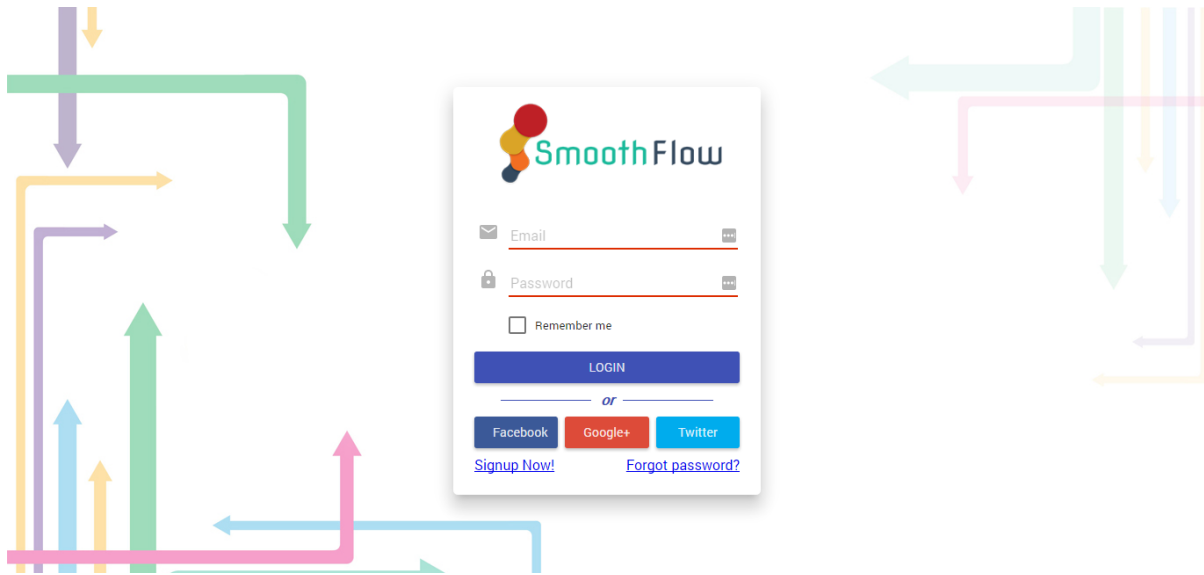 SmoothFlow
Email
Password
Remember me
LOGIN
or
Facebook Google+ Twitter
Signup Now! Forgot password?